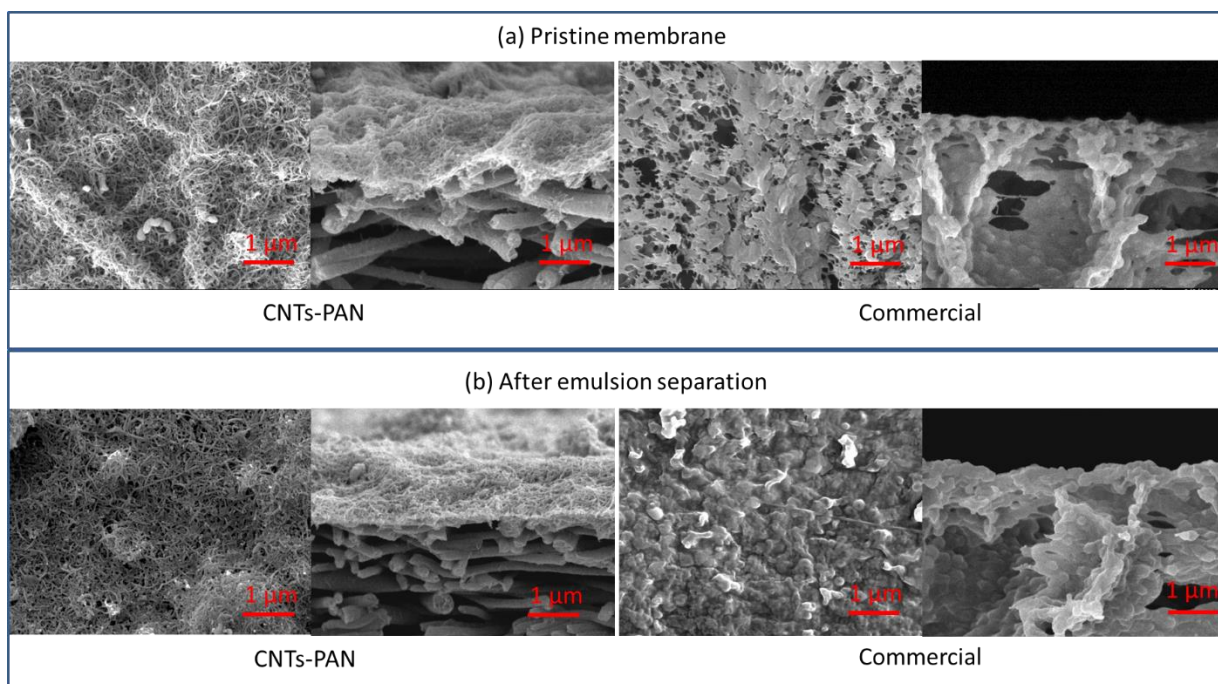 (a) Pristine membrane
1 µm
1 µm
1 µm
1 µm
CNTs-PAN
Commercial
(b) After emulsion separation
1 µm
1 µm
1 µm
1 µm
CNTs-PAN
Commercial